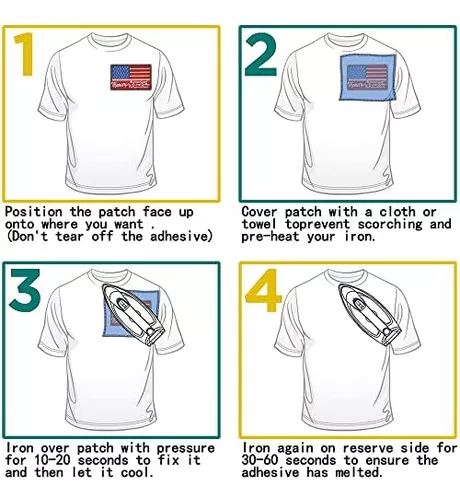 1
Position the patch face up
onto where you want .
(Don't tear off the adhesive)
2
Cover patch with a cloth or
towel toprevent scorching and
pre-heat your iron.
3
Iron over patch with pressure
for 10-20 seconds to fix it
and then let it cool.
4
Iron again on reserve side for
30-60 seconds to ensure the
adhesive has melted.